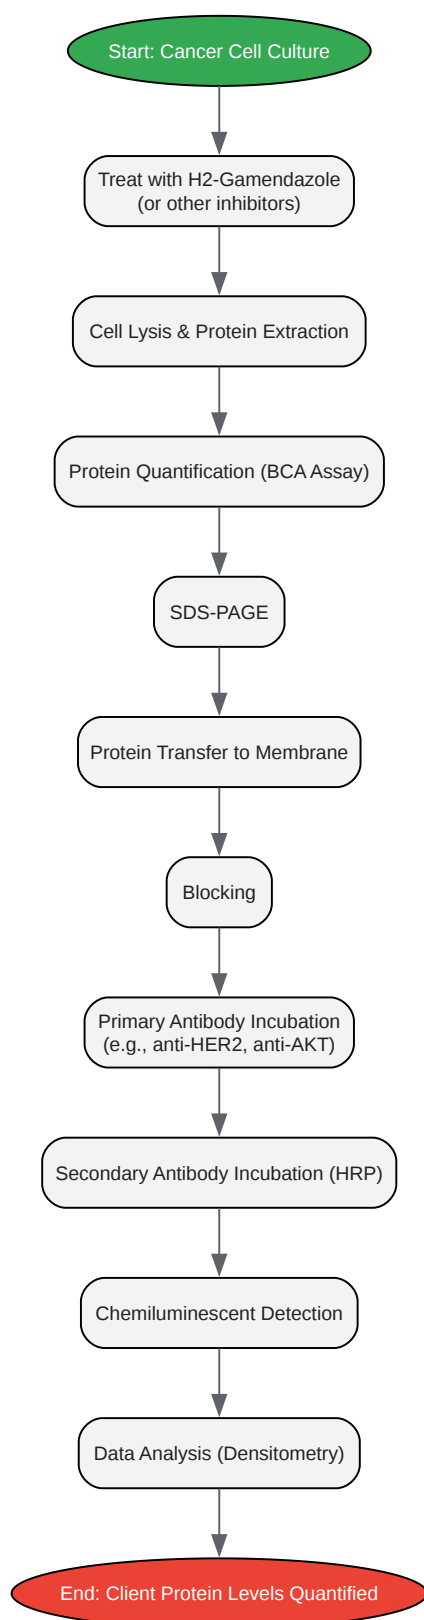 Start: Cancer Cell Culture
Treat with H2-Gamendazole
(or other inhibitors)
Cell Lysis & Protein Extraction
Protein Quantification (BCA Assay)
SDS-PAGE
Protein Transfer to Membrane
Blocking
Primary Antibody Incubation
(e.g., anti-HER2, anti-AKT)
Secondary Antibody Incubation (HRP)
Chemiluminescent Detection
Data Analysis (Densitometry)
End: Client Protein Levels Quantified